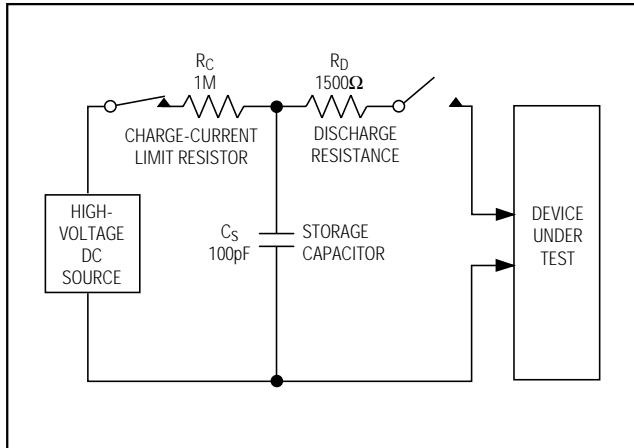 R_C
1M
CHARGE-CURRENT
LIMIT RESISTOR
R_D
1500Ω
DISCHARGE
RESISTANCE
HIGH-
VOLTAGE
DC
SOURCE
C_S
100pF
STORAGE
CAPACITOR
DEVICE
UNDER
TEST